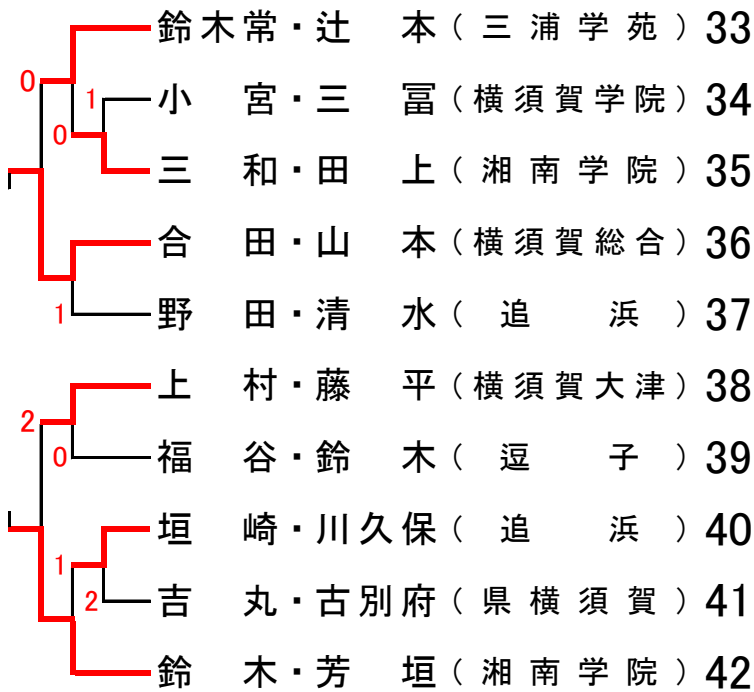 鈴木常・辻本(三浦学苑)33
0
1
小宮・三冨(横須賀学院)34
0
三和・田上(湘南学院)35
合田・山本(横須賀総合)36
1
野田・清水(追浜)37
上村・藤平(横須賀大津)38
2
0
福谷・鈴木(逗子)39
垣崎・川久保(追浜)40
1
2
吉丸・古別府(県横須賀)41
鈴木・芳垣(湘南学院)42